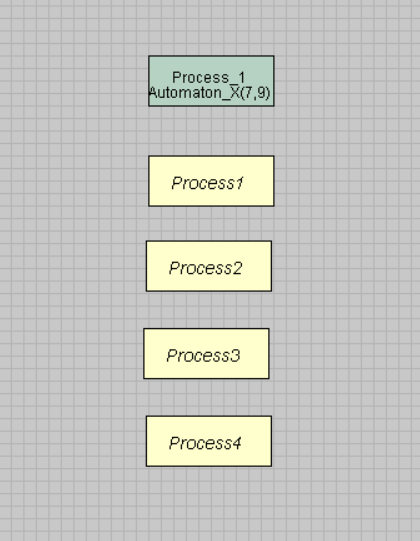 Process_1
Automaton_X(7,9)
Process1
Process2
Process3
Process4